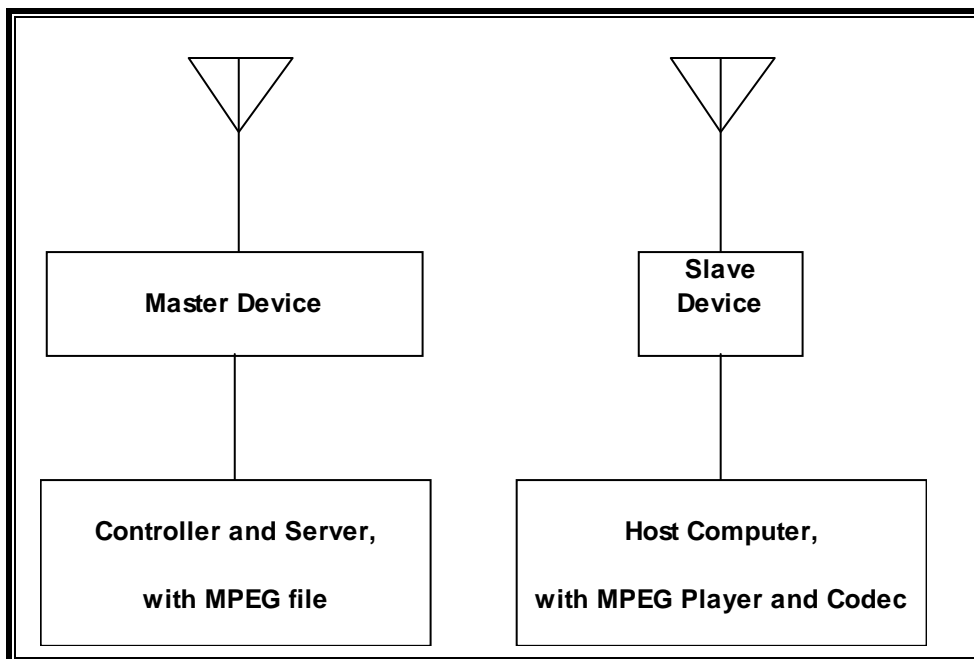 Master Device
Slave
Device
Controller and Server,
with MPEG file
Host Computer,
with MPEG Player and Codec